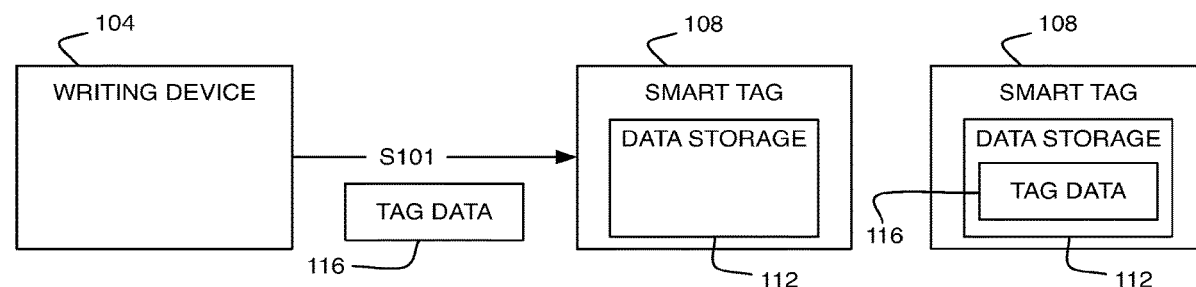 104
108
108
WRITING DEVICE
SMART TAG
SMART TAG
DATA STORAGE
DATA STORAGE
S101
TAG DATA
TAG DATA
116
116
112
112